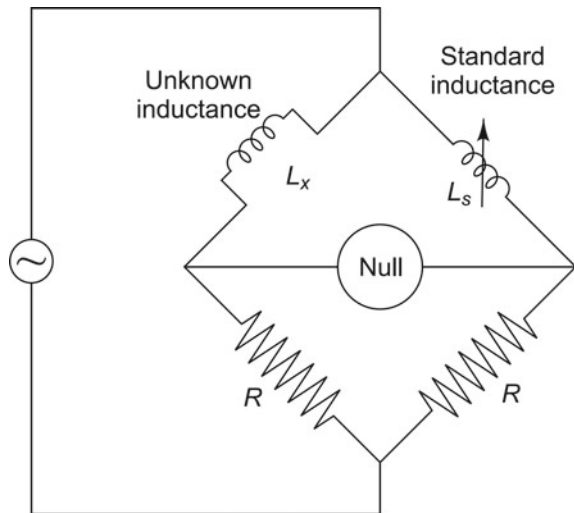 Unknown
inductance
Standard
inductance
Lx
Ls
Null
R
R